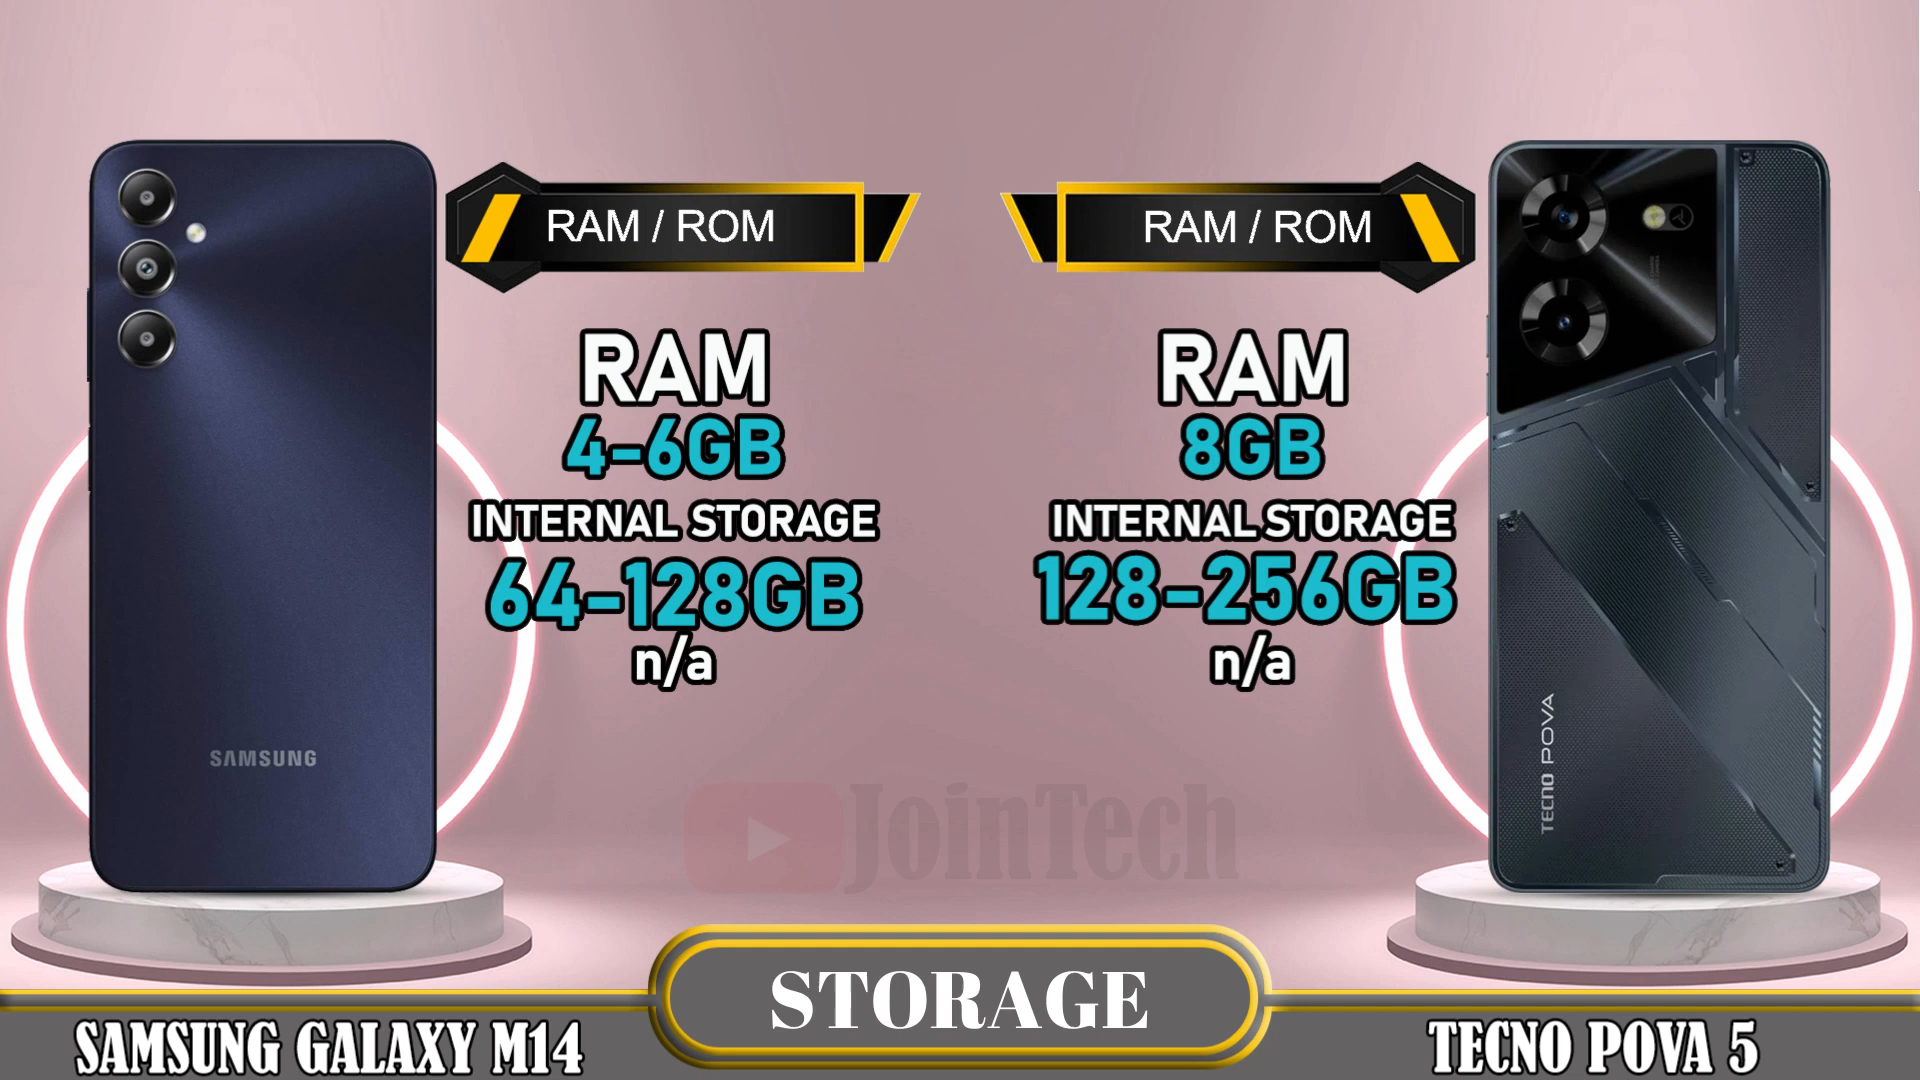 RAM / ROM
RAM
4-6GB
INTERNAL STORAGE
64-128GB
n/a
SAMSUNG
RAM / ROM
RAM
8GB
INTERNAL STORAGE
128-256GB
n/a
TECNO POVA
JoinTech
STORAGE
SAMSUNG GALAXY M14
TECNO POVA 5